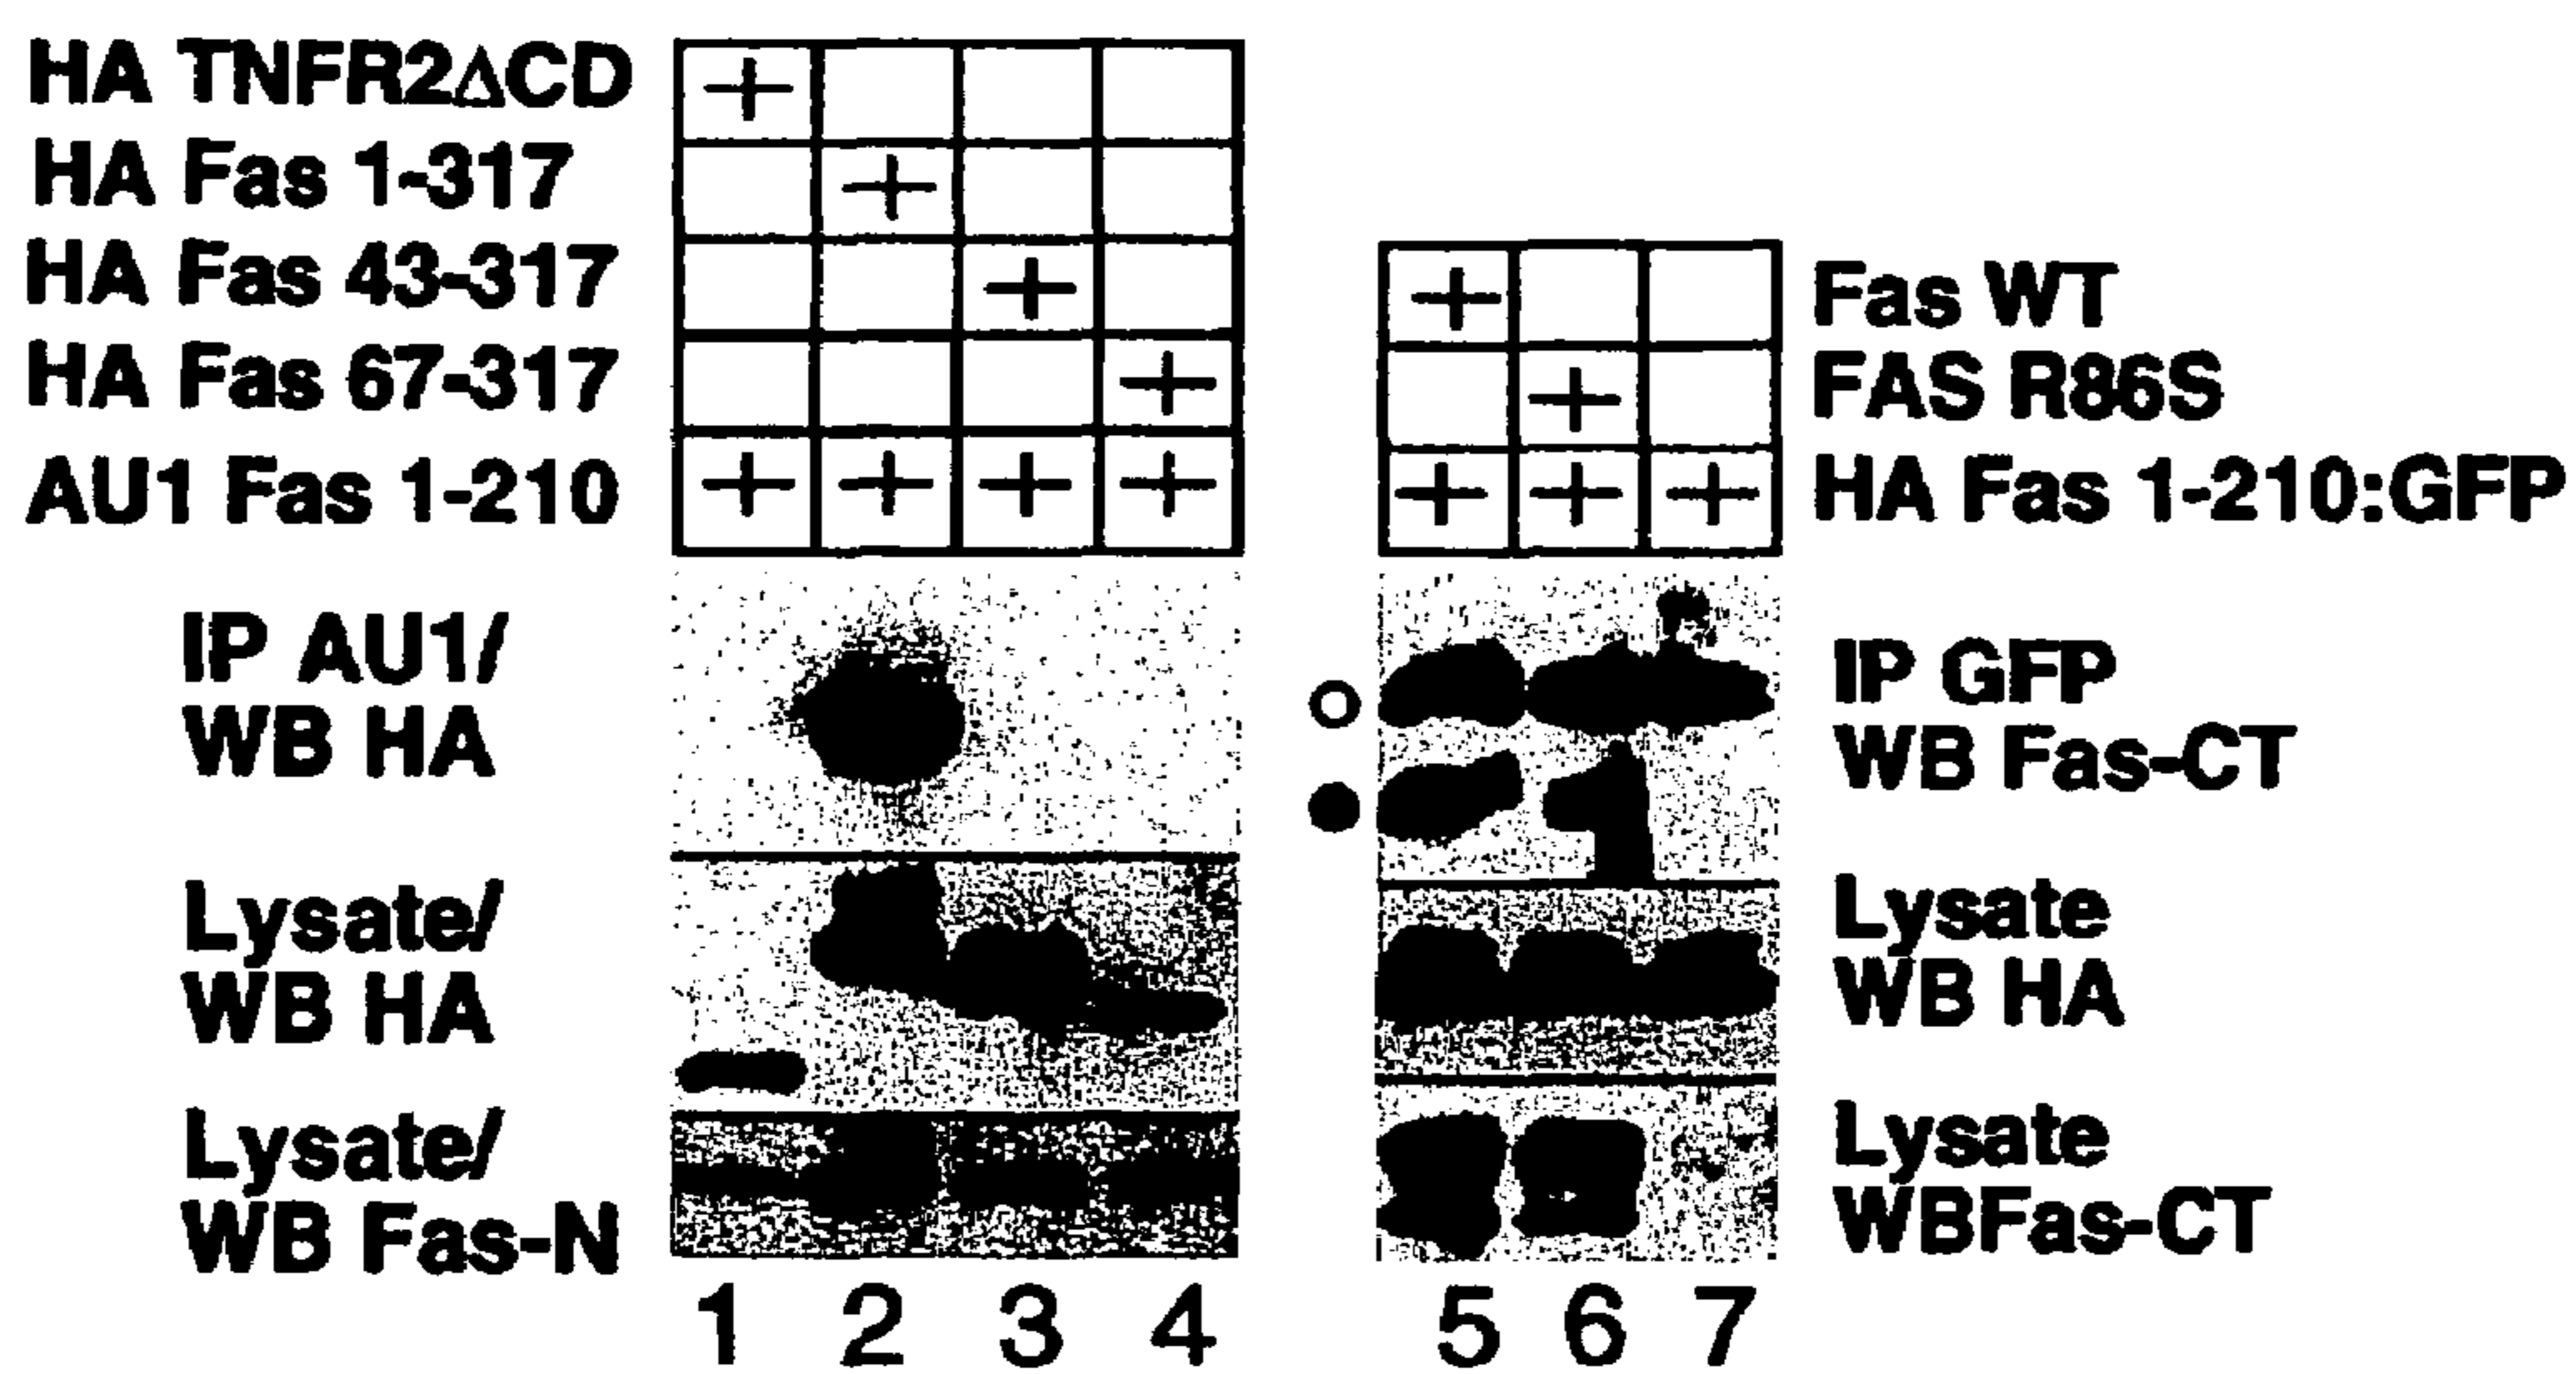 HA TNFR2ΔCD
HA Fas 1-317
HA Fas 43-317
HA Fas 67-317
AU1 Fas 1-210
+
+
+
+
+ + + +
IP AU1/
WB HA
Lysate/
WB HA
Lysate/
WB Fas-N
1 2 3 4
Fas WT
FAS R86S
HA Fas 1-210:GFP
+
+
+ + +
IP GFP
WB Fas-CT
Lysate
WB HA
Lysate
WBFas-CT
5 6 7